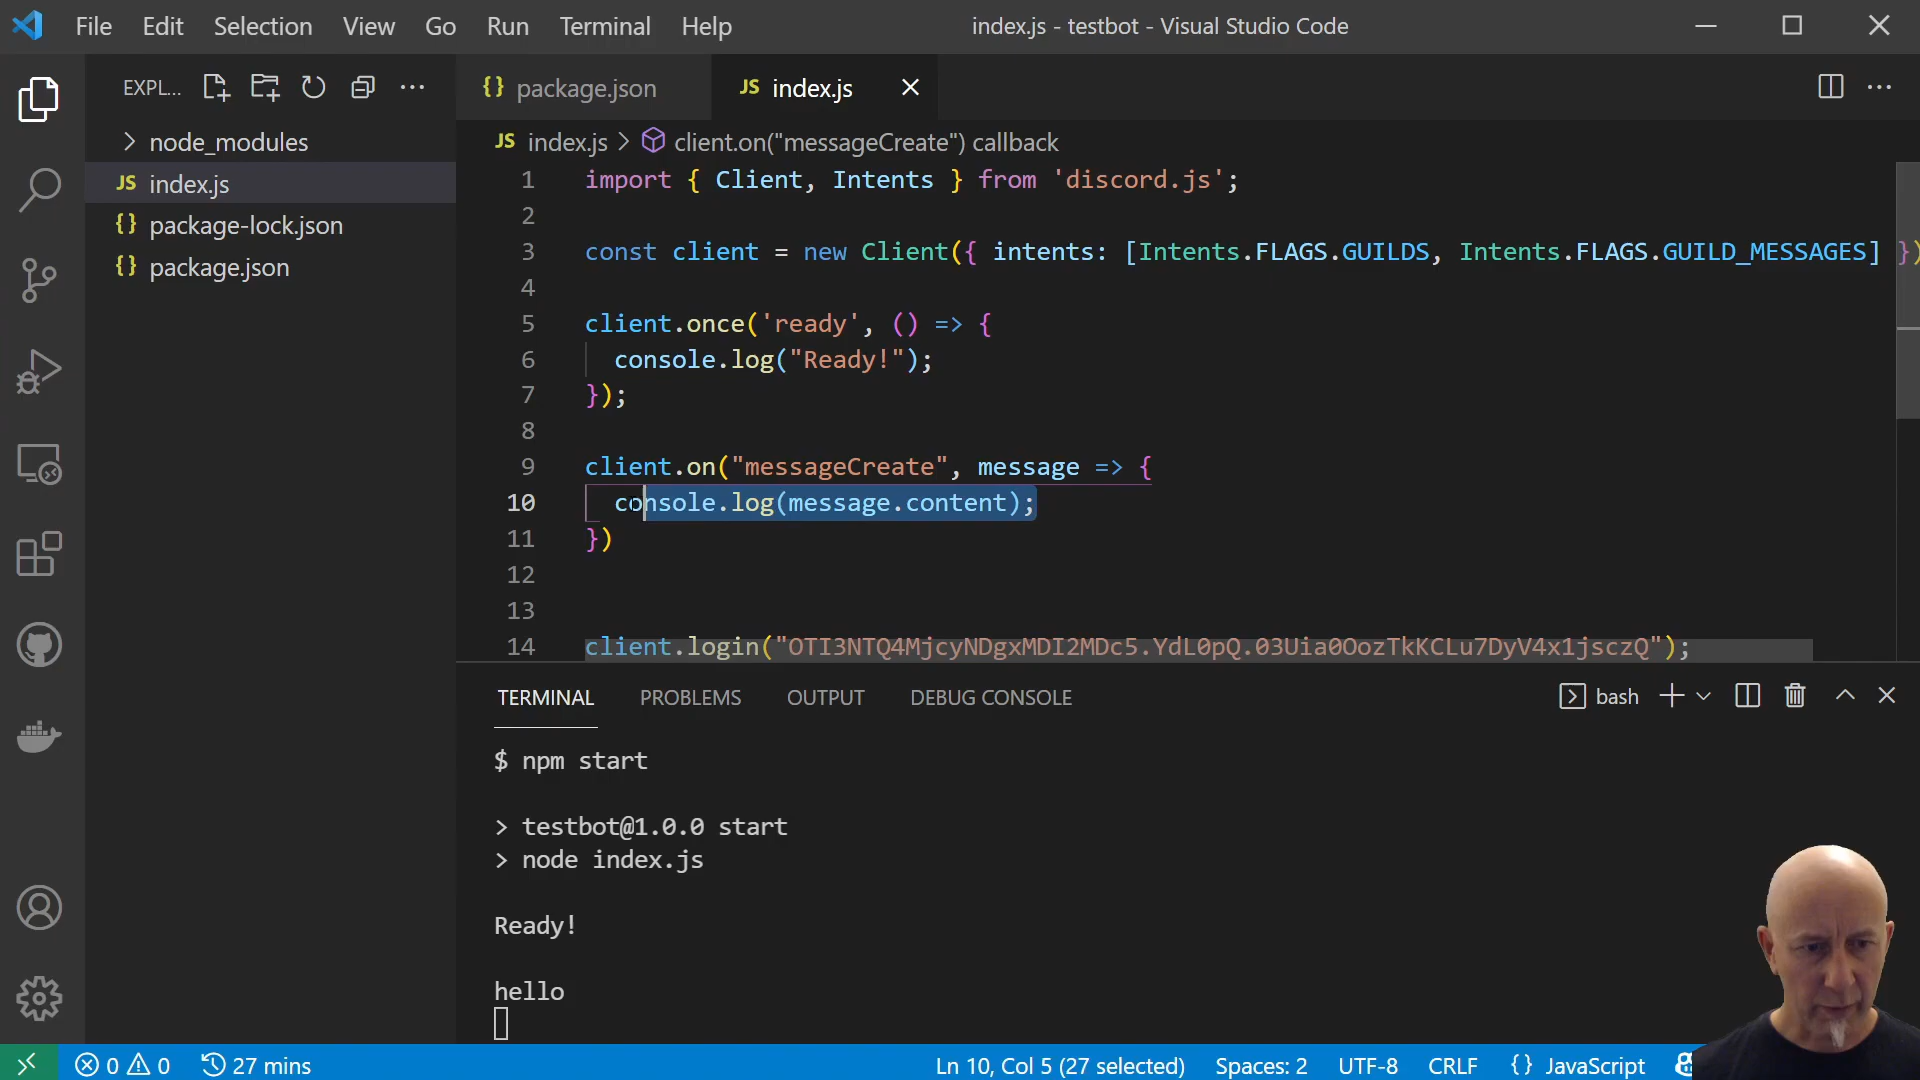 File Edit Selection View Go Run Terminal Help
index.js - testbot - Visual Studio Code
EXPL...
node_modules
JS index.js
{} package-lock.json
{} package.json
{} package.json
JS index.js
JS index.js > client.on("messageCreate") callback
1 import { Client, Intents } from 'discord.js';
2
3 const client = new Client({ intents: [Intents.FLAGS.GUILDS, Intents.FLAGS.GUILD_MESSAGES] })
4
5 client.once('ready', () => {
6 console.log("Ready!");
7 });
8
9 client.on("messageCreate", message => {
10 console.log(message.content);
11 })
12
13
14 client.login("OTI3NTQ4MjcyNDgxMDI2MDc5.YdL0pQ.03Uia0OozTkKCLu7DyV4x1jsczQ");
TERMINAL PROBLEMS OUTPUT DEBUG CONSOLE
bash
$ npm start
> testbot@1.0.0 start
> node index.js
Ready!
hello
0 0 27 mins
Ln 10, Col 5 (27 selected) Spaces: 2 UTF-8 CRLF {} JavaScript